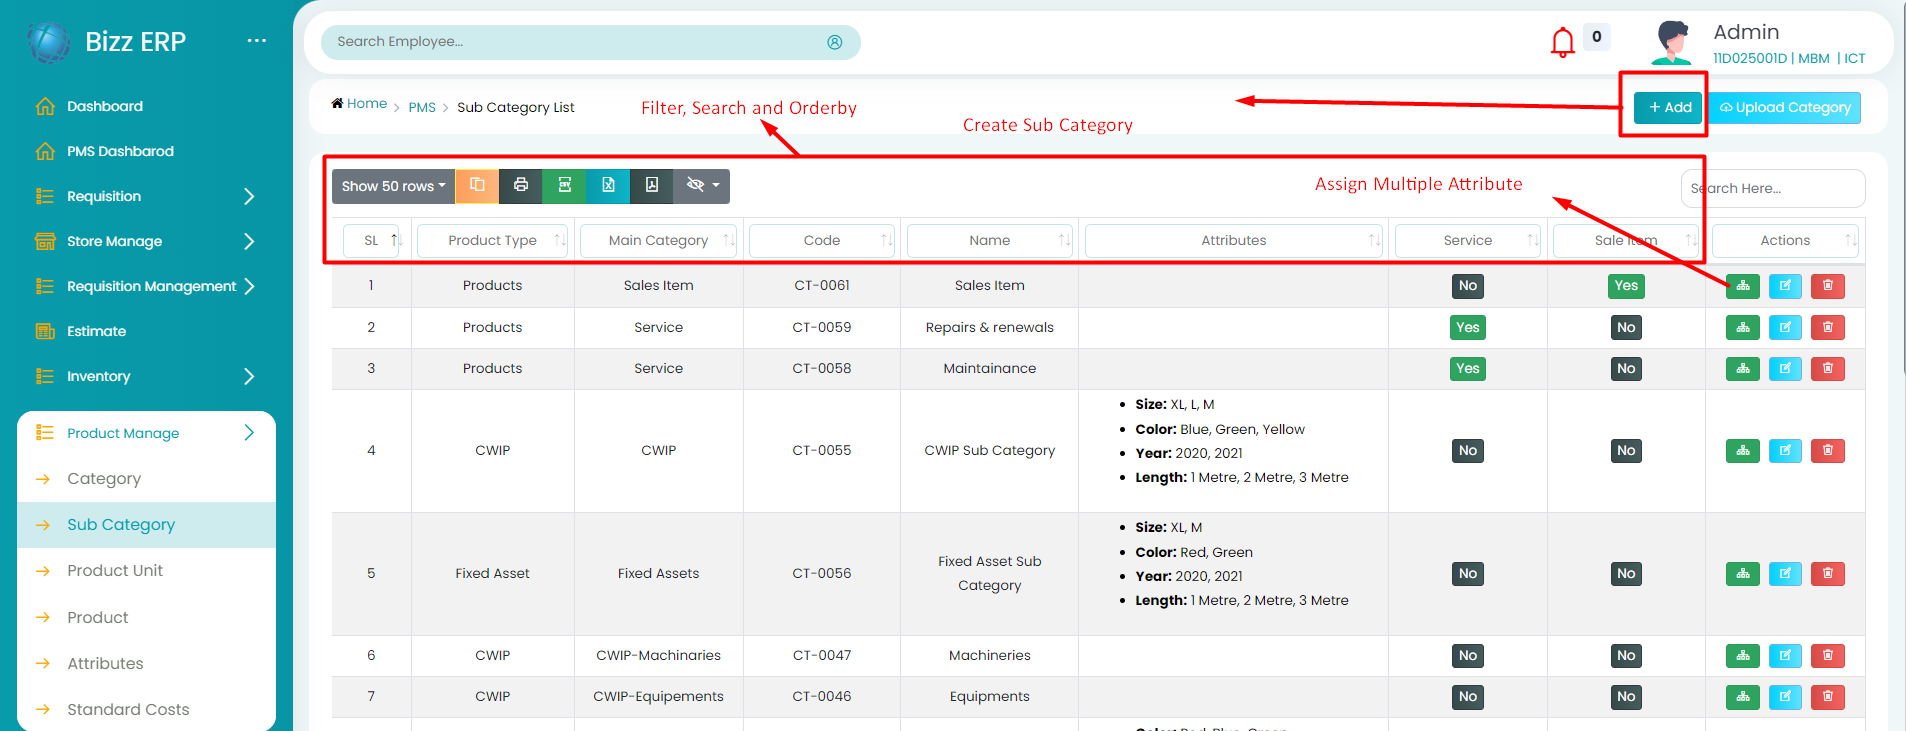 Bizz ERP
Search Employee...
0
Admin
11D025001D | MBM | ICT
Dashboard
PMS Dashbarod
Requisition
Store Manage
Requisition Management
Estimate
Inventory
Product Manage
Category
Sub Category
Product Unit
Product
Attributes
Standard Costs
Home > PMS > Sub Category List
Filter, Search and Orderby
Create Sub Category
+ Add
Upload Category
Show 50 rows
CSV
Assign Multiple Attribute
Search Here...
SL Product Type Main Category Code Name Attributes Service Sale Item Actions
1 Products Sales Item CT-0061 Sales Item No Yes
2 Products Service CT-0059 Repairs & renewals Yes No
3 Products Service CT-0058 Maintainance Yes No
Size: XL, L, M
Color: Blue, Green, Yellow
4 CWIP CWIP CT-0055 CWIP Sub Category No No
Year: 2020, 2021
Length: 1 Metre, 2 Metre, 3 Metre
Size: XL, M
Color: Red, Green
5 Fixed Asset Fixed Assets CT-0056 Fixed Asset Sub Category No No
Year: 2020, 2021
Length: 1 Metre, 2 Metre, 3 Metre
6 CWIP CWIP-Machinaries CT-0047 Machineries No No
7 CWIP CWIP-Equipements CT-0046 Equipments No No
Color: Red, Blue, Green